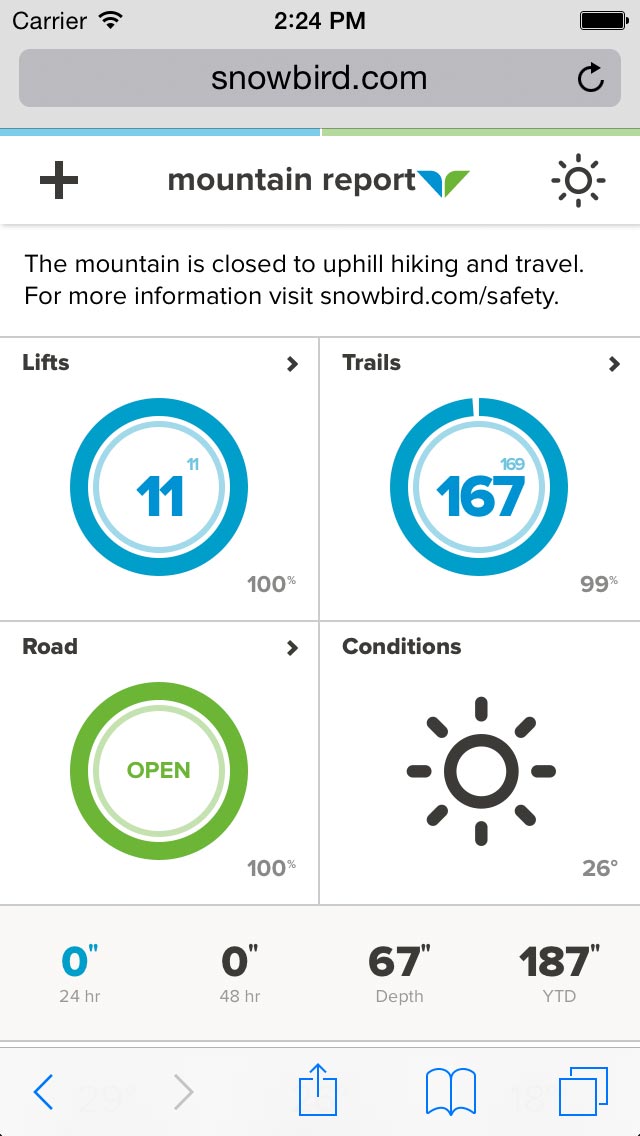 Carrier 2:24 PM
snowbird.com
mountain report
The mountain is closed to uphill hiking and travel.
For more information visit snowbird.com/safety.
Lifts
11
11
100%
Trails
169
167
99%
Road
OPEN
100%
Conditions
26°
0"
24 hr
0"
48 hr
67"
Depth
187"
YTD
29°